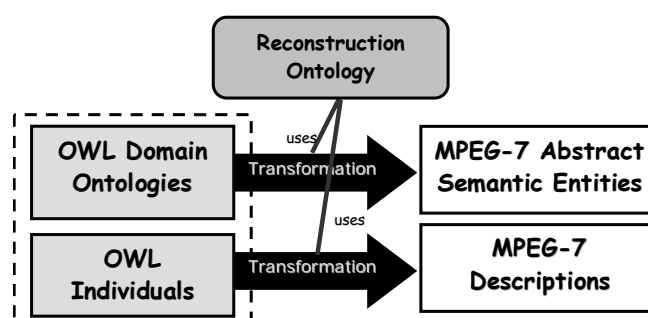 Reconstruction
Ontology
uses
OWL Domain
Ontologies
Transformation
MPEG-7 Abstract
Semantic Entities
uses
OWL
Individuals
Transformation
MPEG-7
Descriptions